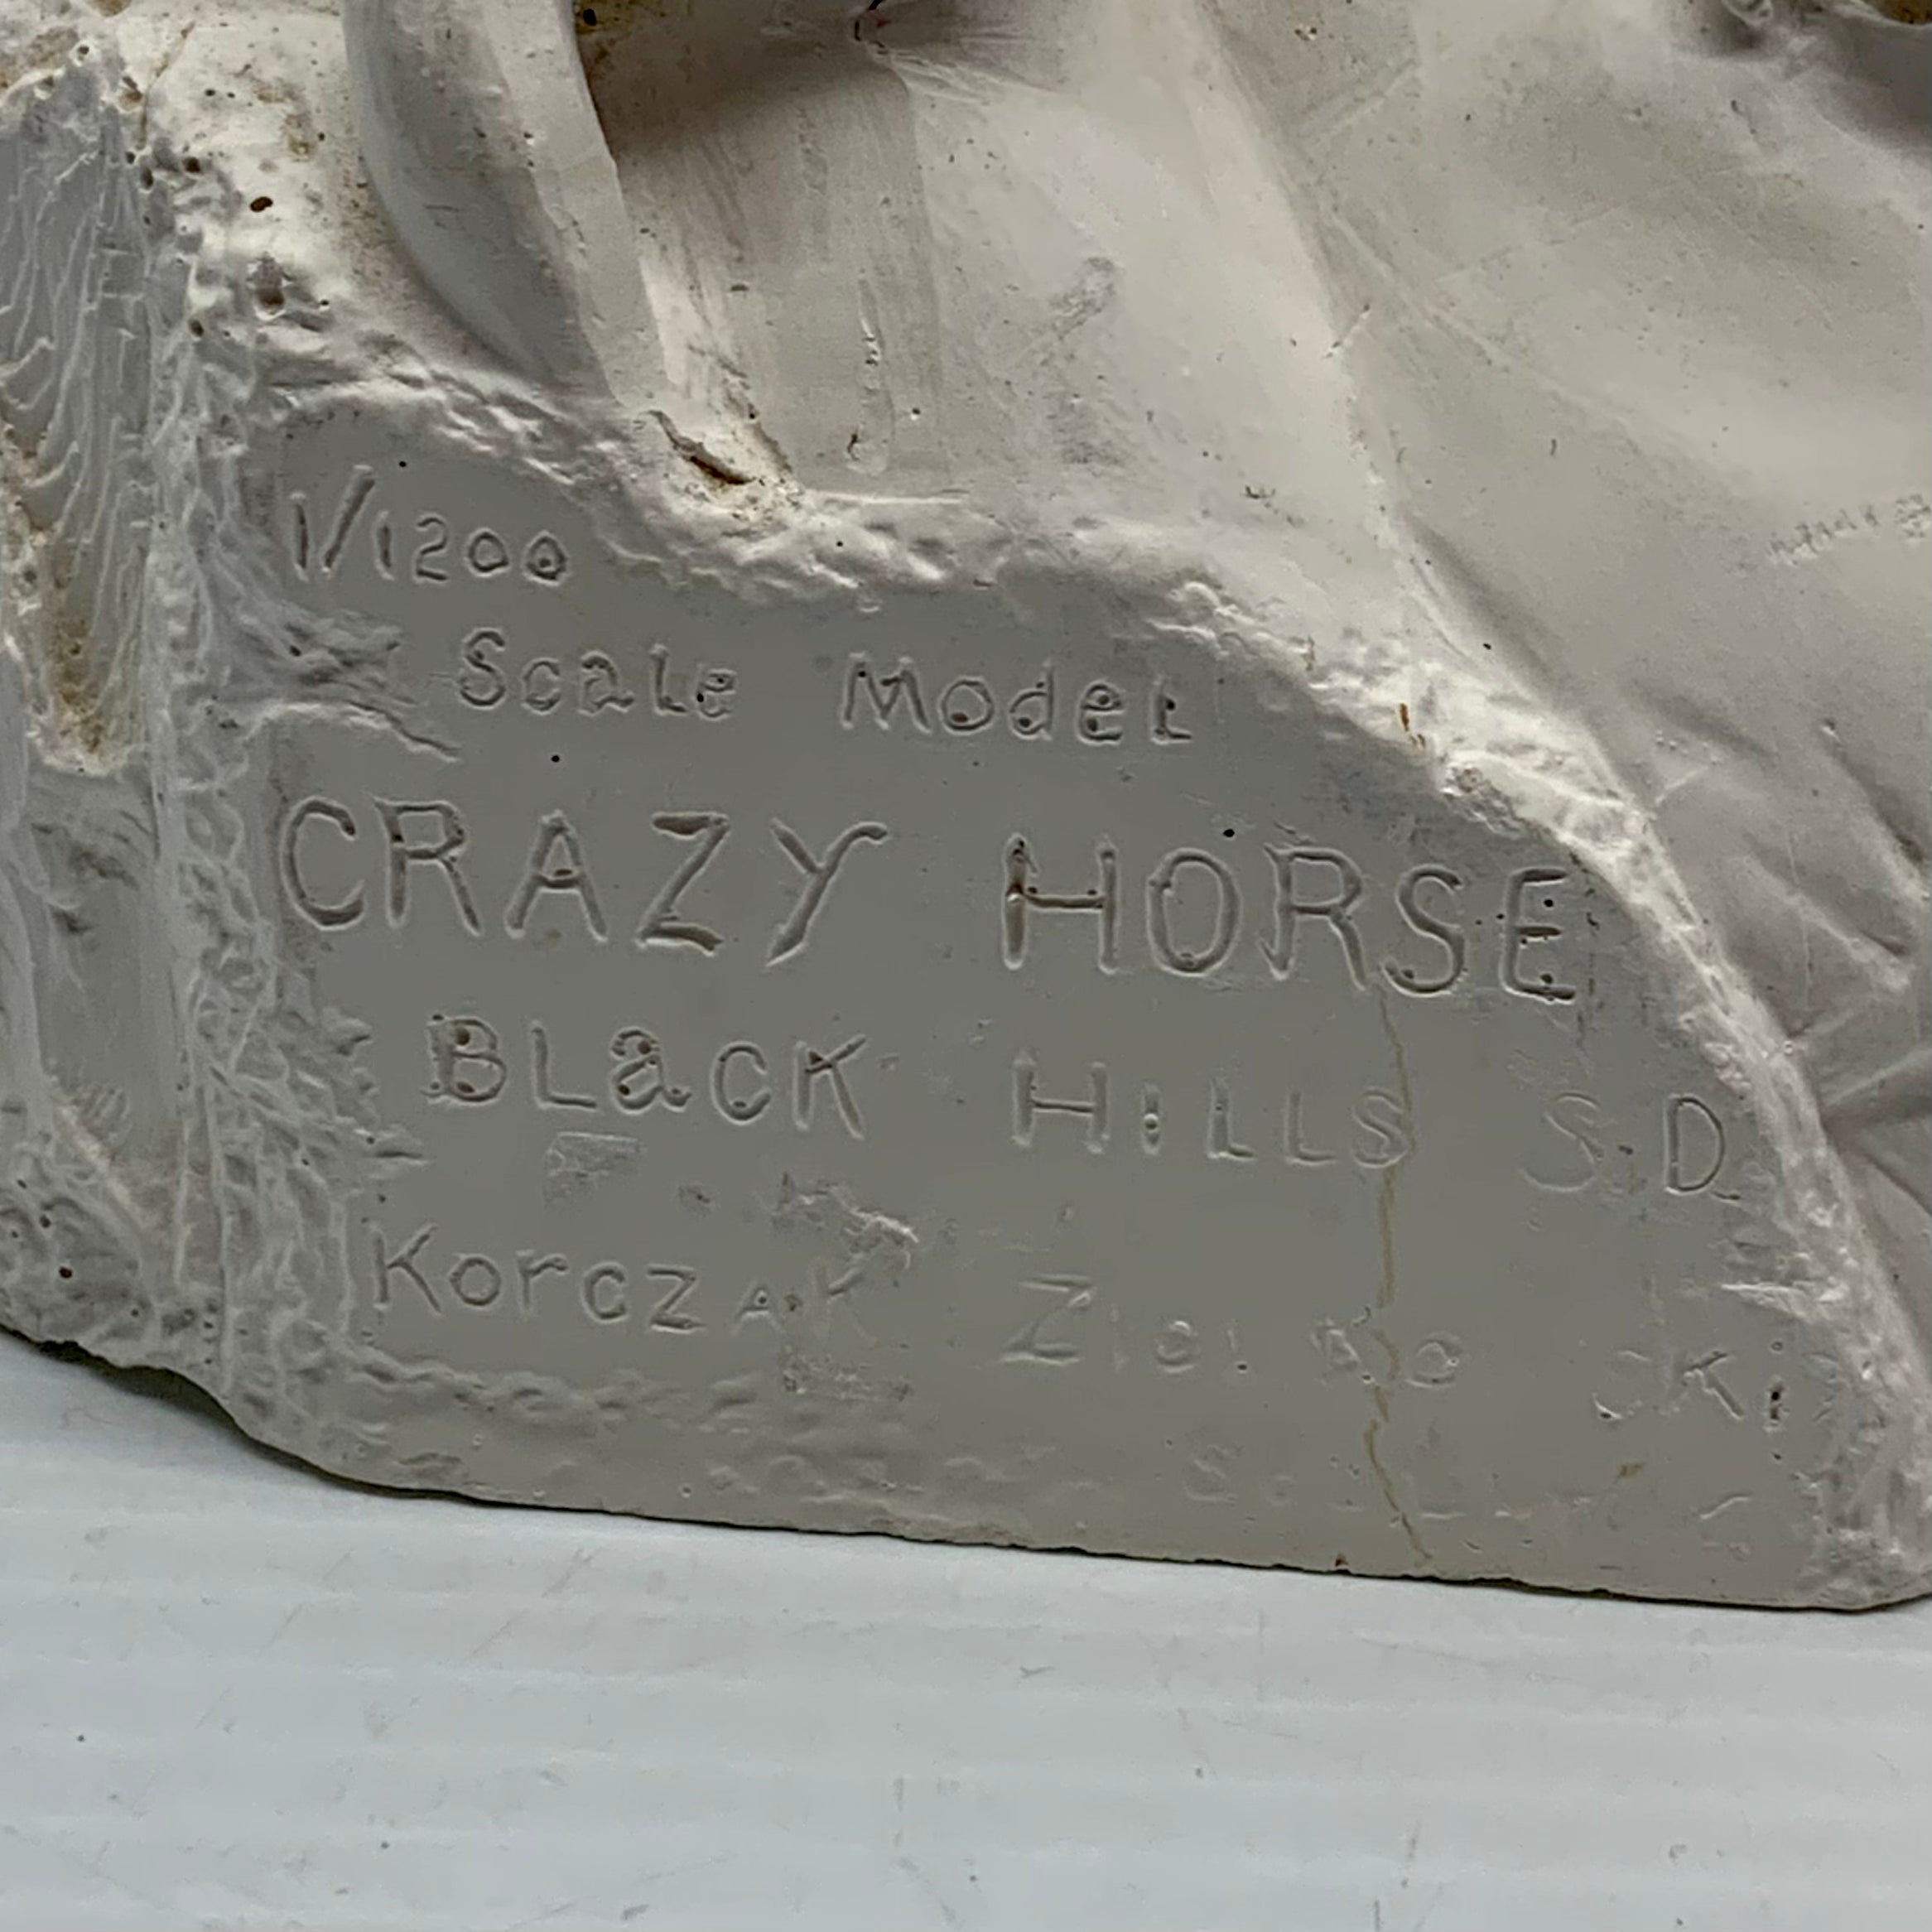 1/1200
Scale Model
CRAZY HORSE
BLacK HiLLS S.D.
KorczAK